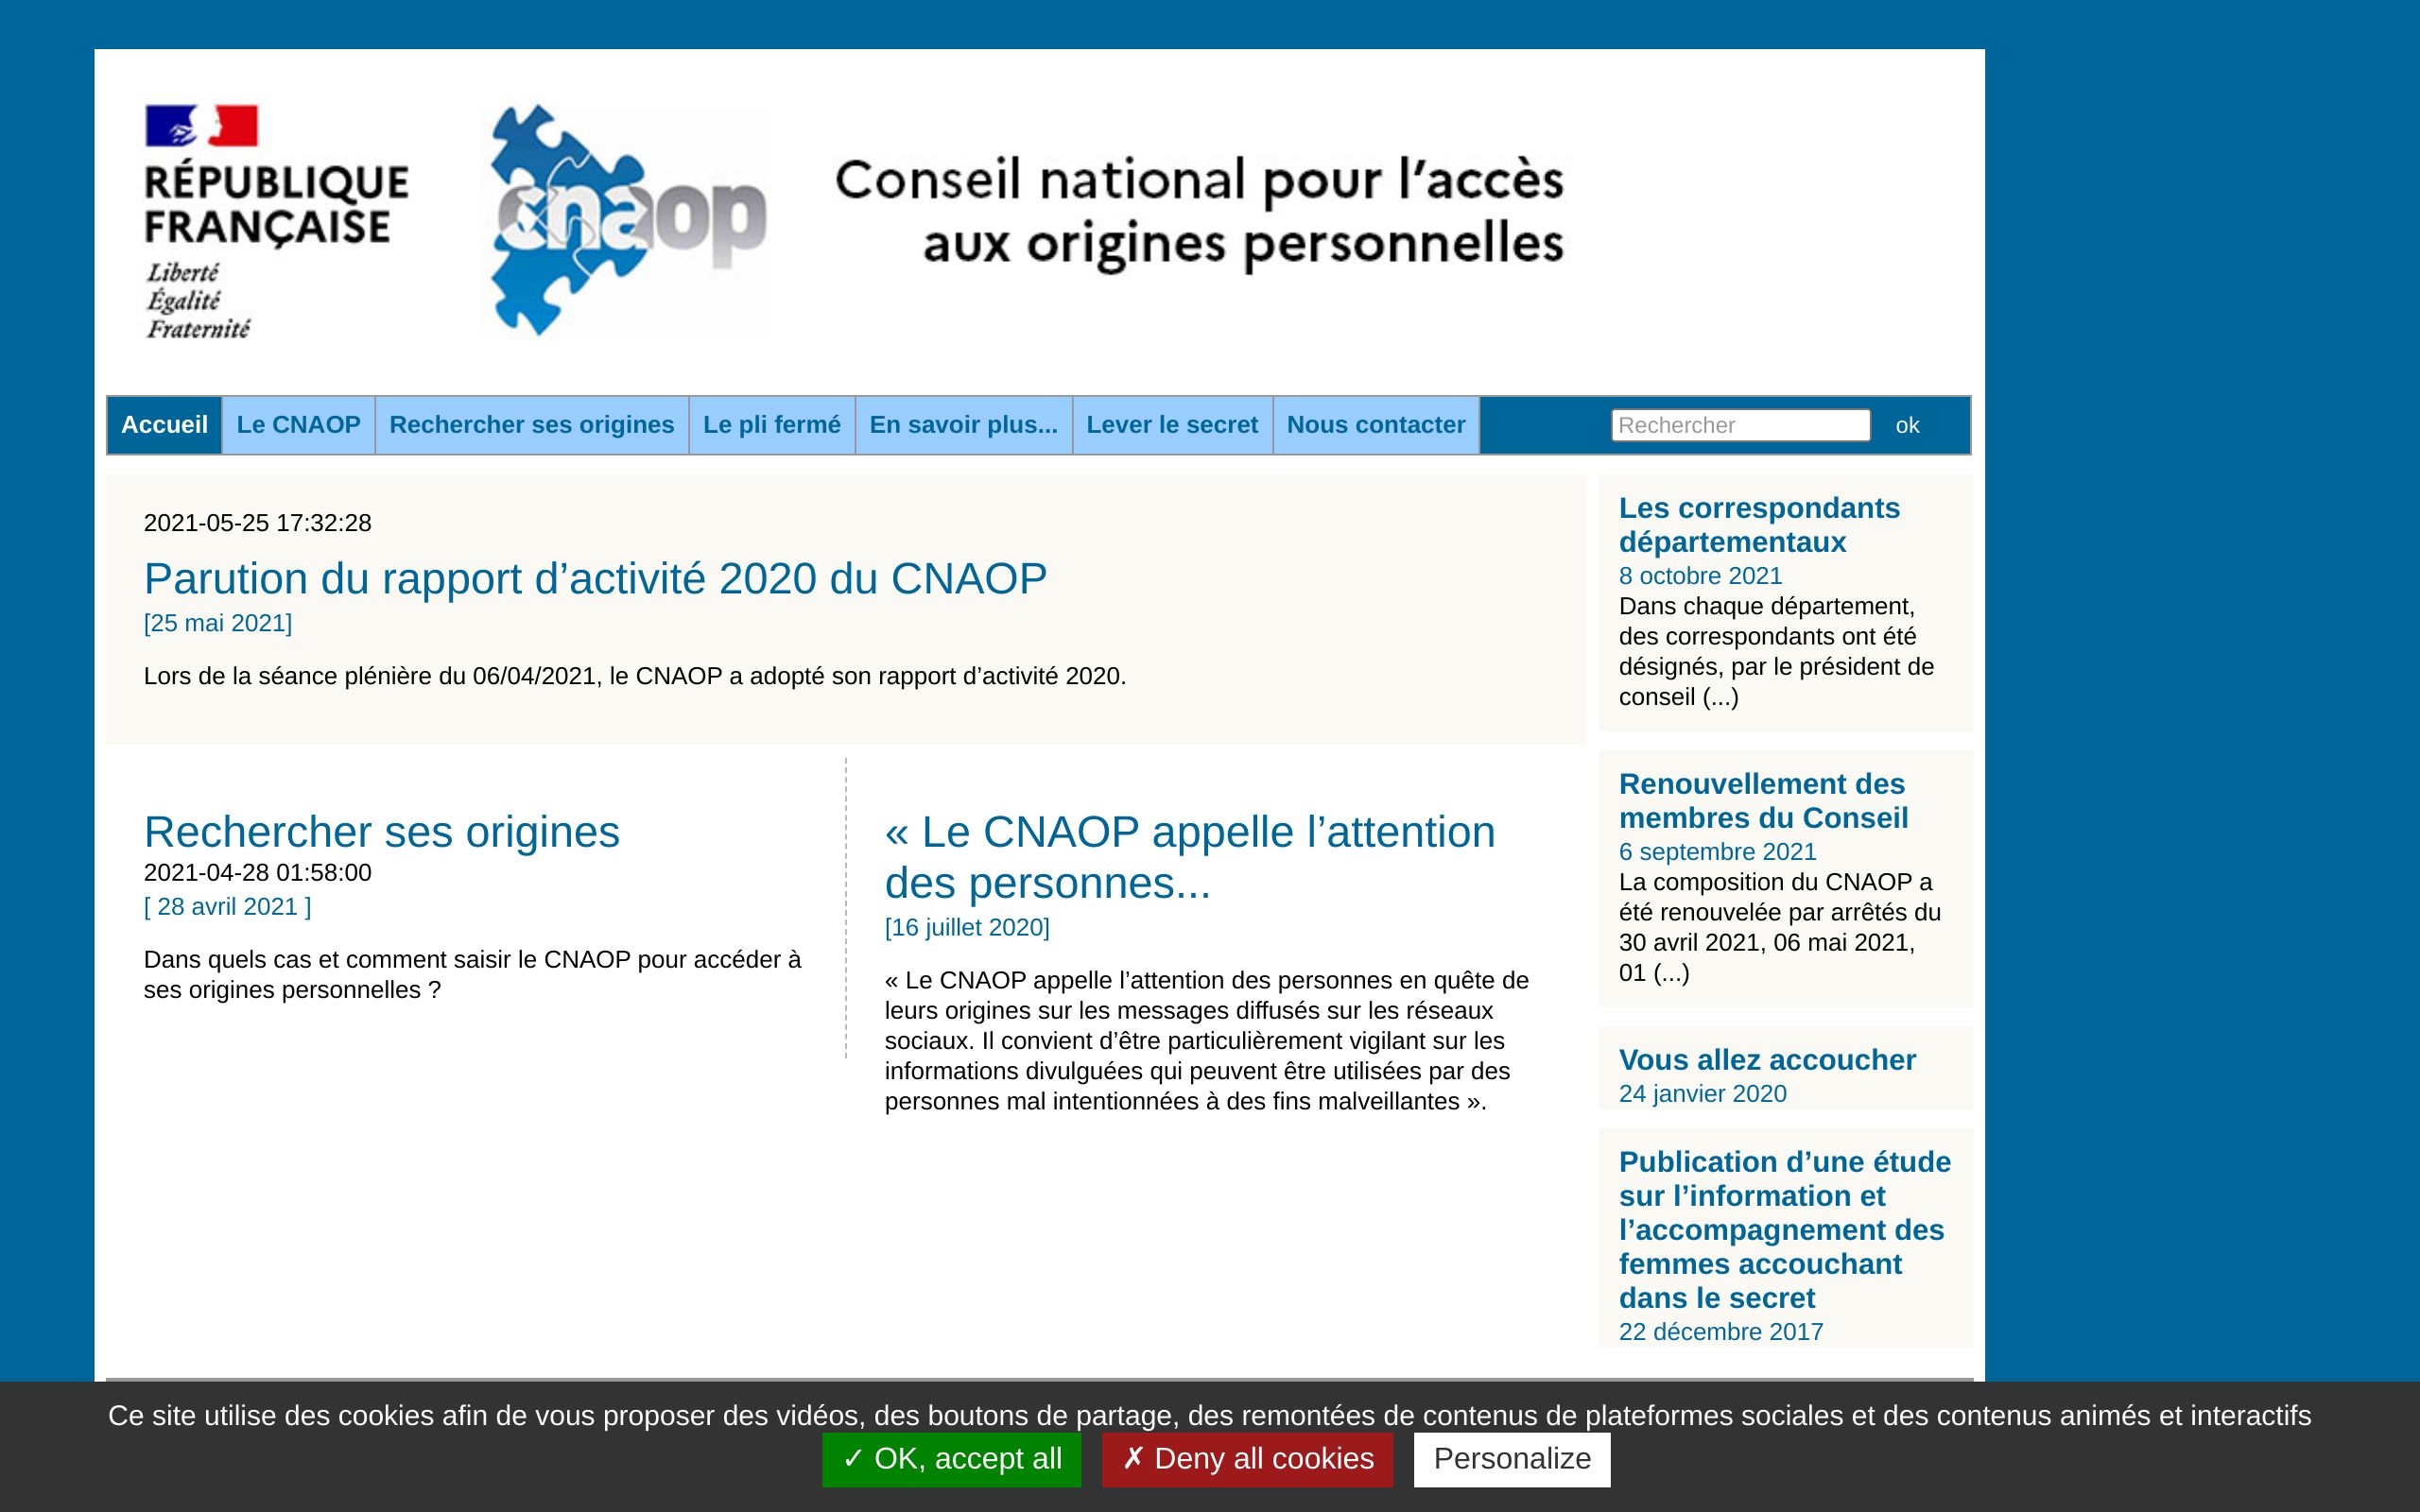 RÉPUBLIQUE
FRANÇAISE
Liberté
Égalité
Fraternité
cnaop
Conseil national pour l’accès
aux origines personnelles
Accueil
Le CNAOP
Rechercher ses origines
Le pli fermé
En savoir plus...
Lever le secret
Nous contacter
Rechercher
ok
2021-05-25 17:32:28
Parution du rapport d’activité 2020 du CNAOP
[25 mai 2021]
Lors de la séance plénière du 06/04/2021, le CNAOP a adopté son rapport d’activité 2020.
Rechercher ses origines
2021-04-28 01:58:00
[ 28 avril 2021 ]
Dans quels cas et comment saisir le CNAOP pour accéder à
ses origines personnelles ?
« Le CNAOP appelle l’attention
des personnes...
[16 juillet 2020]
« Le CNAOP appelle l’attention des personnes en quête de
leurs origines sur les messages diffusés sur les réseaux
sociaux. Il convient d’être particulièrement vigilant sur les
informations divulguées qui peuvent être utilisées par des
personnes mal intentionnées à des fins malveillantes ».
Les correspondants
départementaux
8 octobre 2021
Dans chaque département,
des correspondants ont été
désignés, par le président de
conseil (...)
Renouvellement des
membres du Conseil
6 septembre 2021
La composition du CNAOP a
été renouvelée par arrêtés du
30 avril 2021, 06 mai 2021,
01 (...)
Vous allez accoucher
24 janvier 2020
Publication d’une étude
sur l’information et
l’accompagnement des
femmes accouchant
dans le secret
22 décembre 2017
Ce site utilise des cookies afin de vous proposer des vidéos, des boutons de partage, des remontées de contenus de plateformes sociales et des contenus animés et interactifs
✓ OK, accept all
✗ Deny all cookies
Personalize